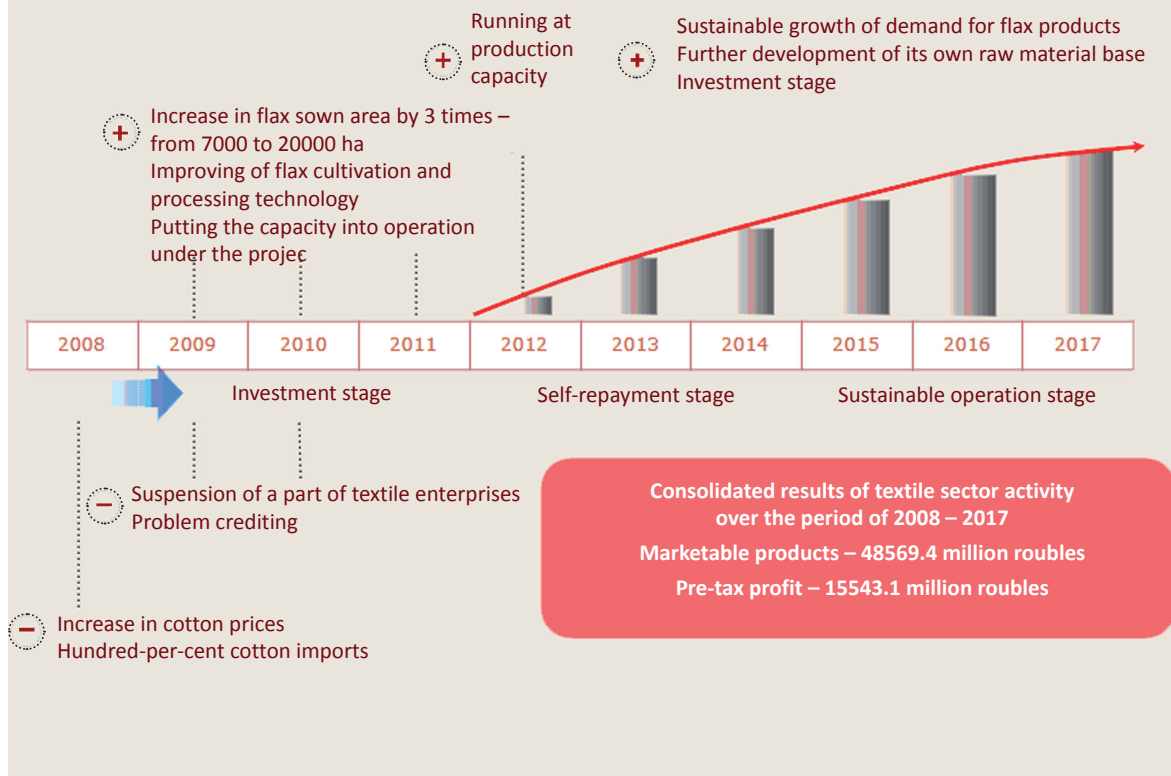 Running at
production
capacity
Sustainable growth of demand for flax products
Further development of its own raw material base
Investment stage
Increase in flax sown area by 3 times –
from 7000 to 20000 ha
Improving of flax cultivation and
processing technology
Putting the capacity into operation
under the projec
2008 2009 2010 2011 2012 2013 2014 2015 2016 2017
Investment stage
Self-repayment stage
Sustainable operation stage
Suspension of a part of textile enterprises
Problem crediting
Consolidated results of textile sector activity
over the period of 2008 – 2017
Marketable products – 48569.4 million roubles
Pre-tax profit – 15543.1 million roubles
Increase in cotton prices
Hundred-per-cent cotton imports